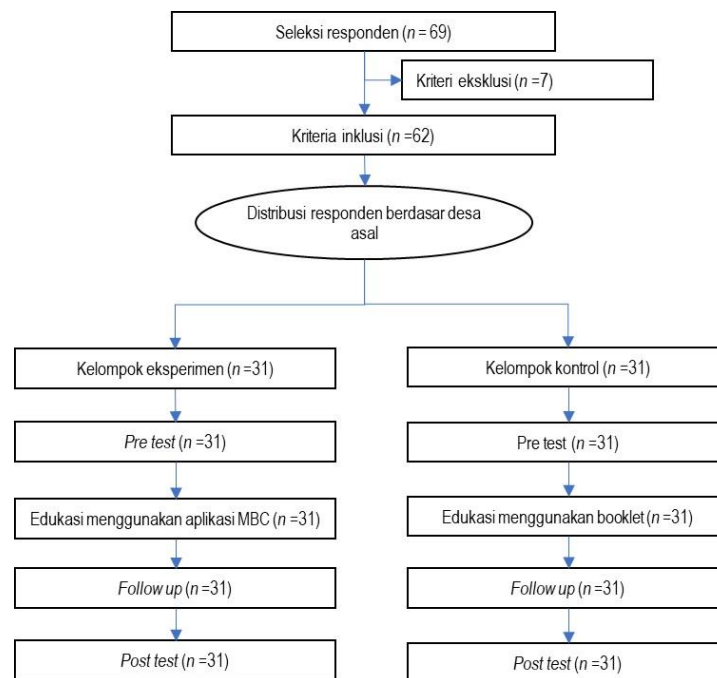 Seleksi responden (n = 69)
Kriteri eksklusi (n =7)
Kriteria inklusi (n =62)
Distribusi responden berdasar desa
asal
Kelompok eksperimen (n =31)
Kelompok kontrol (n =31)
Pre test (n =31)
Pre test (n =31)
Edukasi menggunakan aplikasi MBC (n =31)
Edukasi menggunakan booklet (n =31)
Follow up (n =31)
Follow up (n =31)
Post test (n =31)
Post test (n =31)